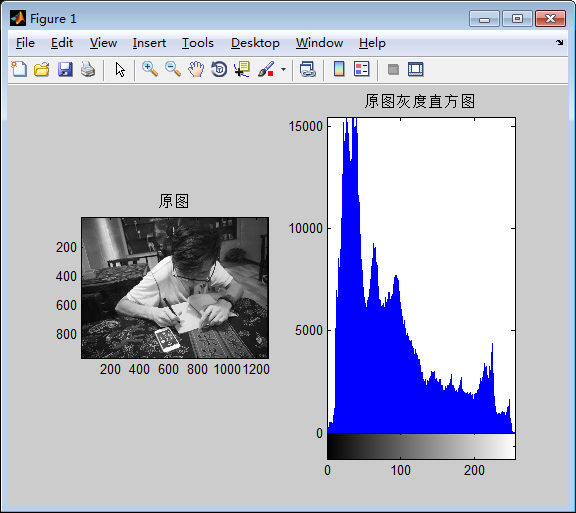 Figure 1
File Edit View Insert Tools Desktop Window Help
原图
200
400
600
800
200 400 600 800 1000 1200
原图灰度直方图
15000
10000
5000
0
0 100 200